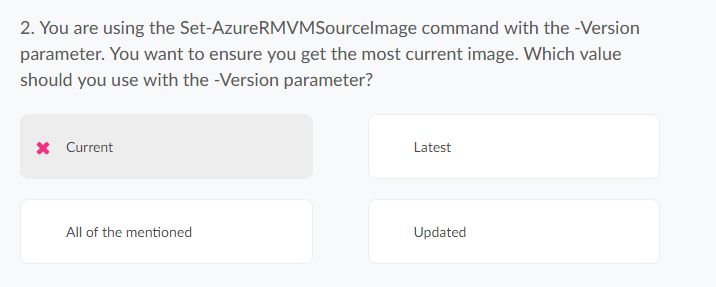 2. You are using the Set-AzureRMVMSourceImage command with the -Version
parameter. You want to ensure you get the most current image. Which value
should you use with the -Version parameter?
Current
Latest
All of the mentioned
Updated